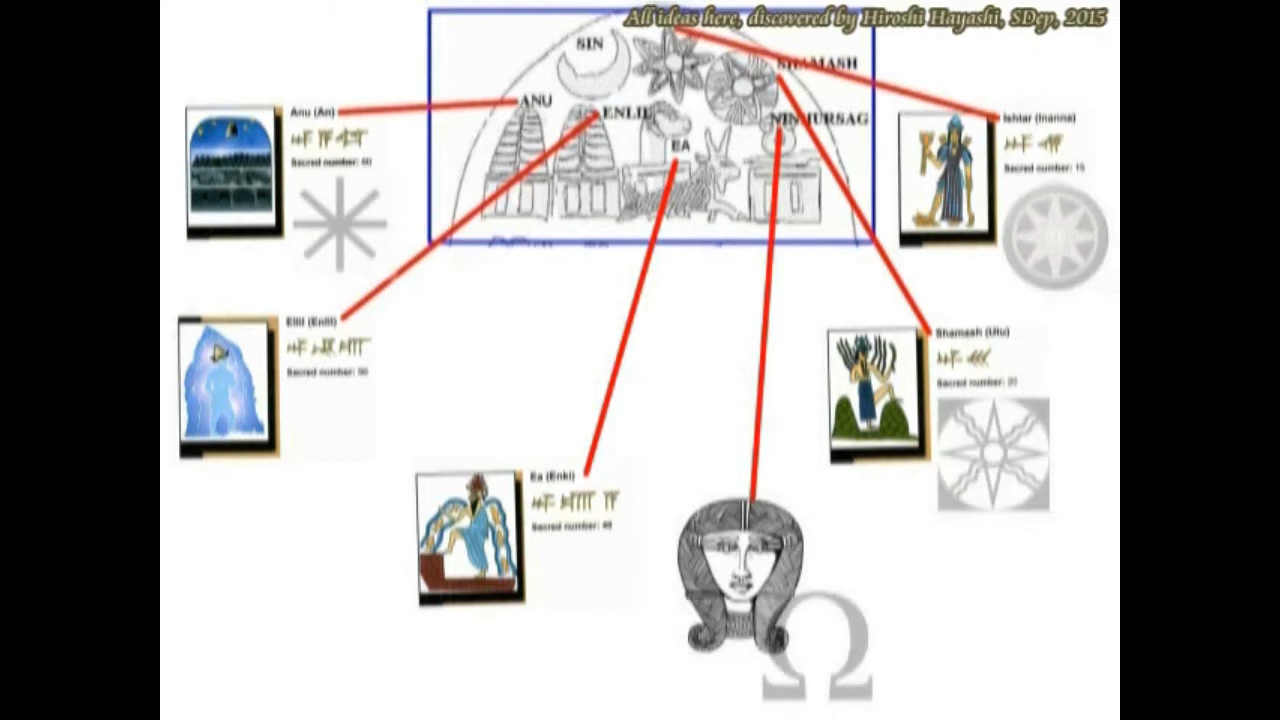 All ideas here, discovered by Hiroshi Hayashi, SDep, 2015
SIN
SHAMASH
ANU
ENLIL
NINHURSAG
EA
Anu (An)
𒀭 𒀀 𒉡
Sacred number: 60
Ishtar (Inanna)
Sacred number: 15
Ellil (Enlil)
Sacred number: 50
Shamash (Utu)
Sacred number: 20
Ea (Enki)
Sacred number: 40
Ω